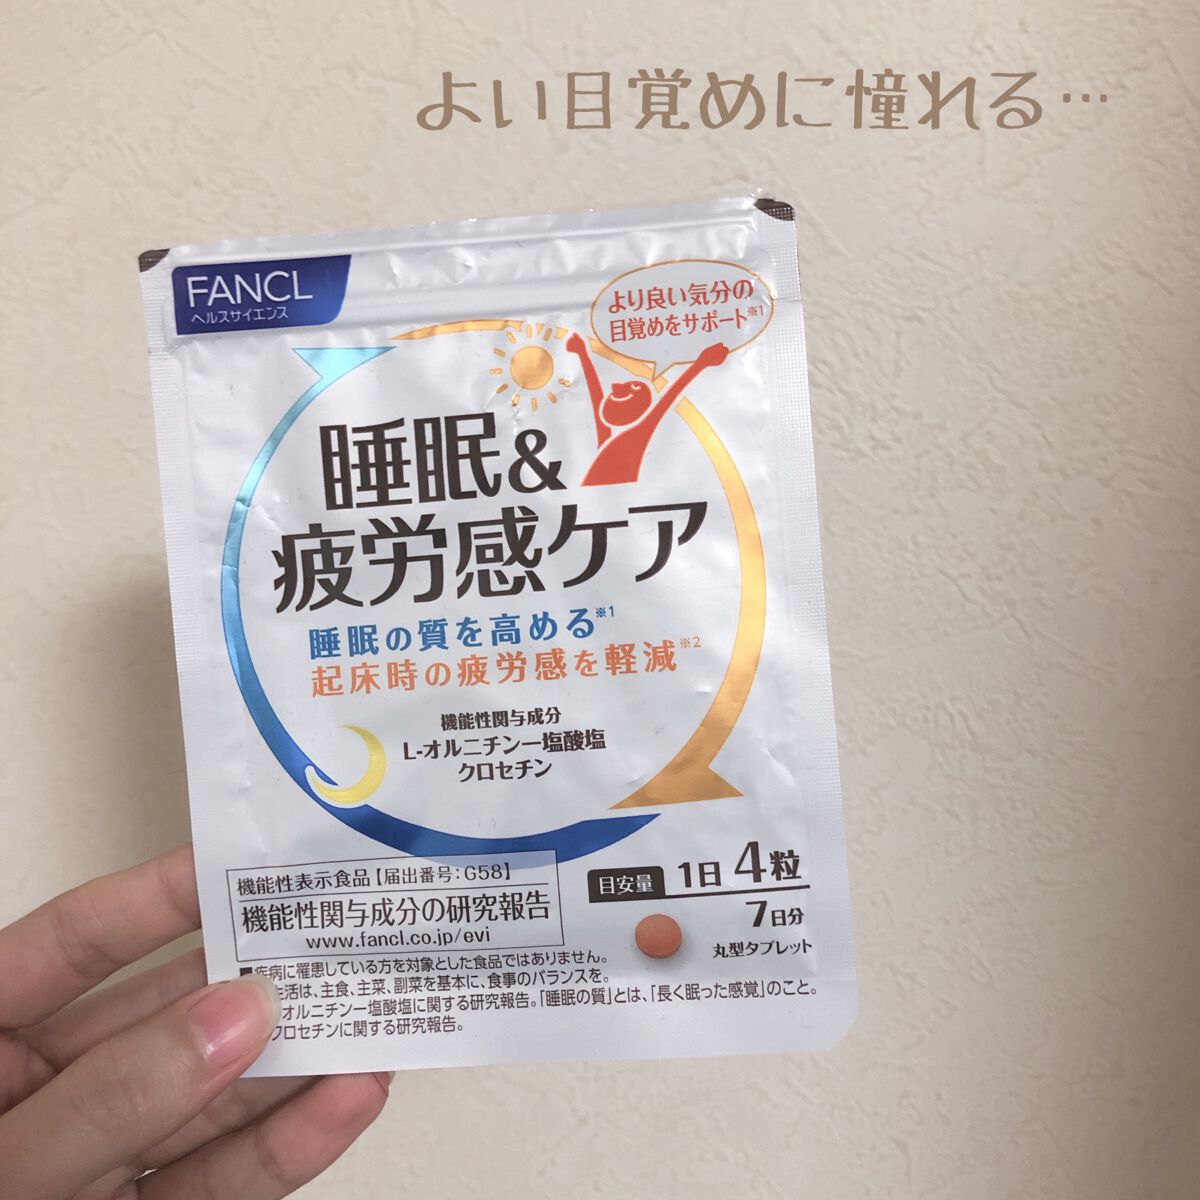 よい目覚めに憧れる…
FANCL
ヘルスサイエンス
より良い気分の
目覚めをサポート※1
睡眠&
疲労感ケア
睡眠の質を高める※1
起床時の疲労感を軽減※2
機能性関与成分
L-オルニチン一塩酸塩
クロセチン
機能性表示食品【届出番号:G58】
機能性関与成分の研究報告
www.fancl.co.jp/evi
目安量 1日4粒
7日分
丸型タブレット
■疾病に罹患している方を対象とした食品ではありません。
生活は、主食、主菜、副菜を基本に、食事のバランスを。
オルニチン一塩酸塩に関する研究報告。「睡眠の質」とは、「長く眠った感覚」のこと。
クロセチンに関する研究報告。